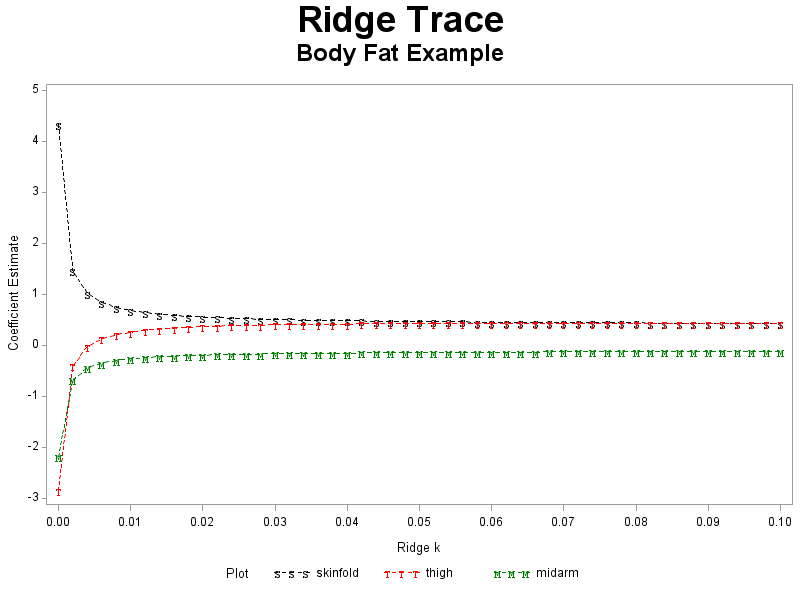 Ridge Trace
Body Fat Example
5
4
3
2
1
0
-1
-2
-3
Coefficient Estimate
0.00 0.01 0.02 0.03 0.04 0.05 0.06 0.07 0.08 0.09 0.10
Ridge k
Plot S S S skinfold T T T thigh M M M midarm